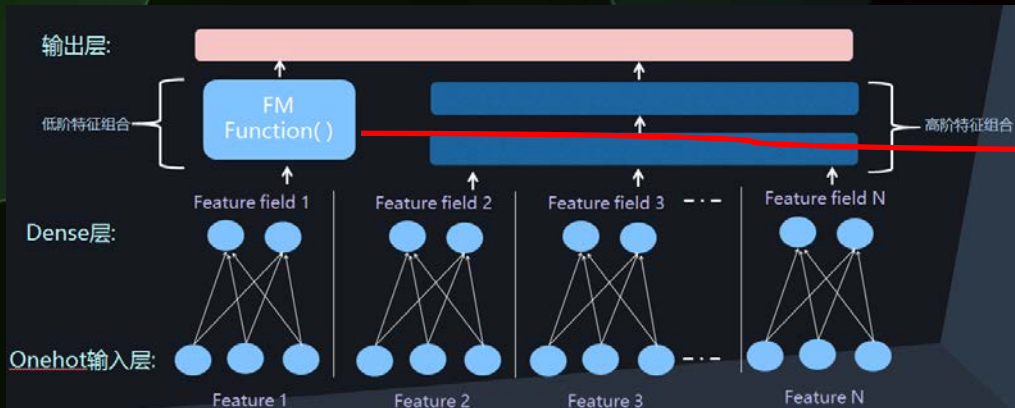 输出层:
FM
Function( )
低阶特征组合
高阶特征组合
Feature field 1
Feature field 2
Feature field 3
Feature field N
Dense层:
Onehot输入层:
Feature 1
Feature 2
Feature 3
Feature N